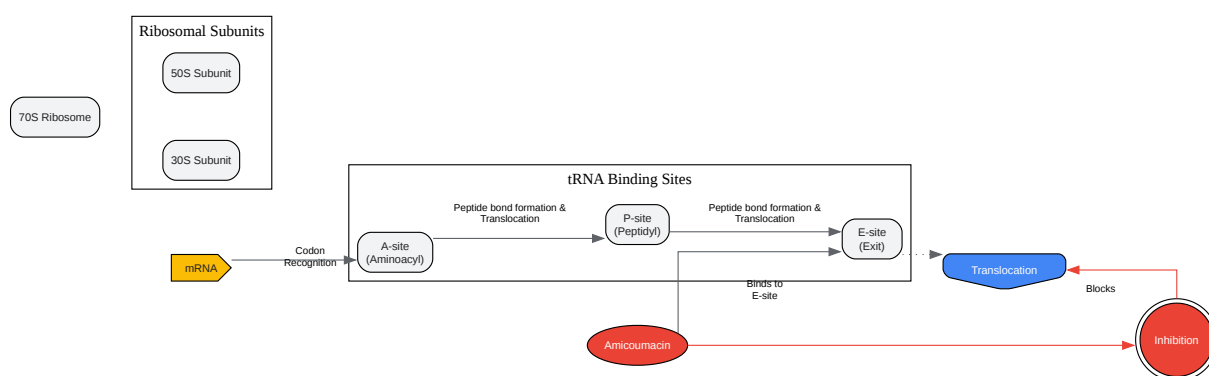 Ribosomal Subunits
50S Subunit
70S Ribosome
30S Subunit
tRNA Binding Sites
Peptide bond formation &
Translocation
P-site
(Peptidyl)
Peptide bond formation &
Translocation
A-site
(Aminoacyl)
E-site
(Exit)
mRNA
Codon
Recognition
Translocation
Binds to
E-site
Blocks
Amicoumacin
Inhibition